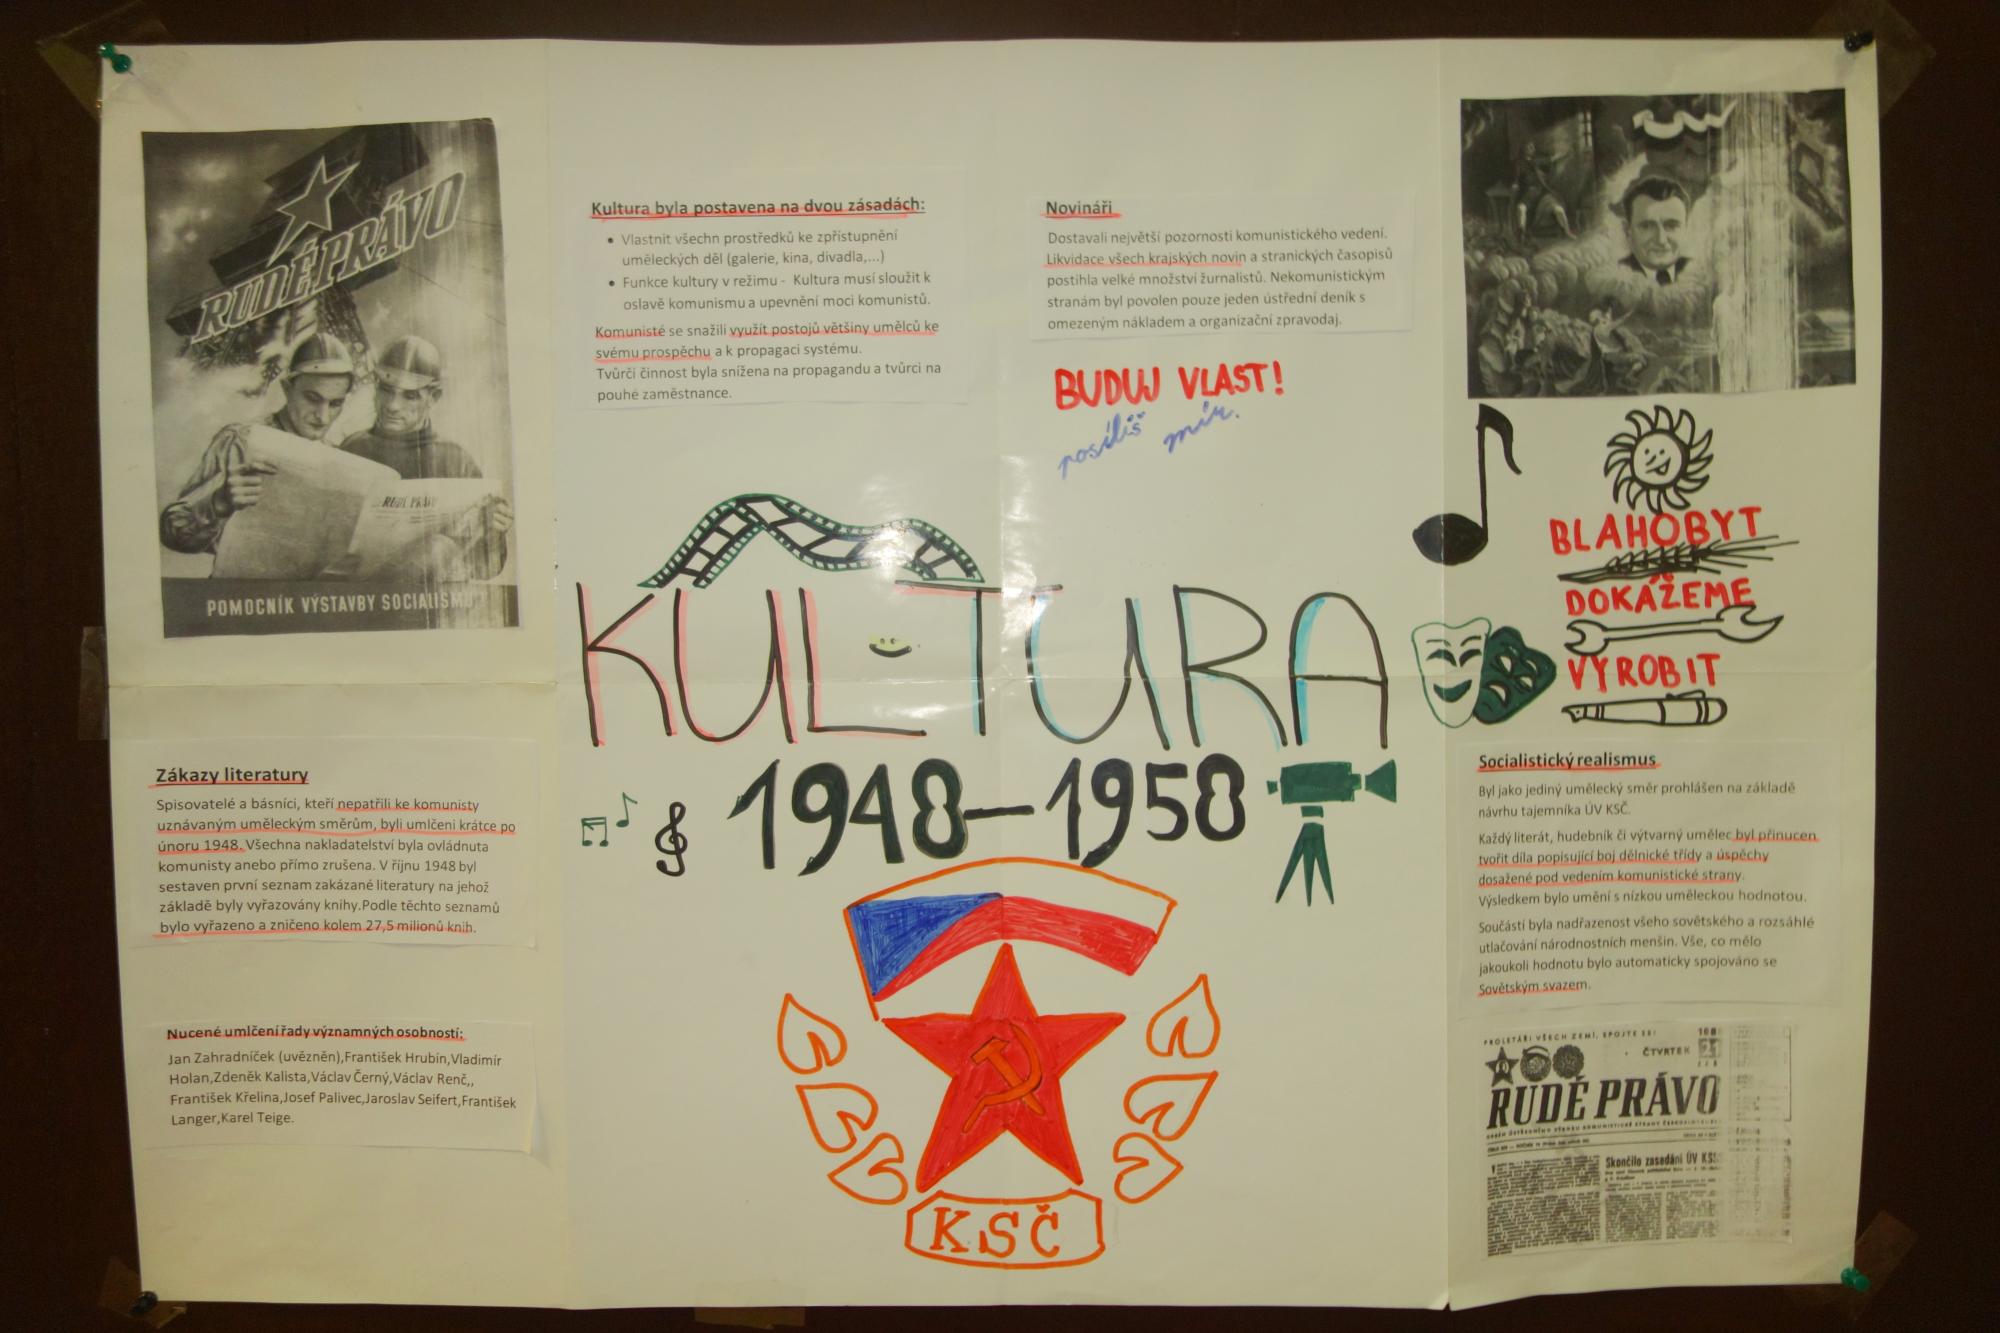 RUDÉ PRÁVO
RUDÉ PRÁVO
POMOCNÍK VÝSTAVBY SOCIALISMU
Zákazy literatury
Spisovatelé a básníci, kteří nepatřili ke komunisty
uznávaným uměleckým směrům, byli umlčeni krátce po
únoru 1948. Všechna nakladatelství byla ovládnuta
komunisty anebo přímo zrušena. V říjnu 1948 byl
sestaven první seznam zakázané literatury na jehož
základě byly vyřazovány knihy.Podle těchto seznamů
bylo vyřazeno a zničeno kolem 27,5 milionů knih.
Nucené umlčení řady významných osobností:
Jan Zahradníček (uvězněn),František Hrubín,Vladimír
Holan,Zdeněk Kalista,Václav Černý,Václav Renč,,
František Křelina,Josef Palivec,Jaroslav Seifert,František
Langer,Karel Teige.
Kultura byla postavena na dvou zásadách:
• Vlastnit všechn prostředků ke zpřístupnění
uměleckých děl (galerie, kina, divadla,...)
• Funkce kultury v režimu - Kultura musí sloužit k
oslavě komunismu a upevnění moci komunistů.
Komunisté se snažili využít postojů většiny umělců ke
svému prospěchu a k propagaci systému.
Tvůrčí činnost byla snížena na propagandu a tvůrci na
pouhé zaměstnance.
Novináři
Dostavali největší pozornosti komunistického vedení.
Likvidace všech krajských novin a stranických časopisů
postihla velké množství žurnalistů. Nekomunistickým
stranám byl povolen pouze jeden ústřední deník s
omezeným nákladem a organizační zpravodaj.
BUDUJ VLAST!
posílíš mír.
KULTURA
1948-1958
KSČ
BLAHOBYT
DOKÁŽEME
VYROBIT
Socialistický realismus
Byl jako jediný umělecký směr prohlášen na základě
návrhu tajemníka ÚV KSČ.
Každý literát, hudebník či výtvarný umělec byl přinucen
tvořit díla popisující boj dělnické třídy a úspěchy
dosažené pod vedením komunistické strany.
Výsledkem bylo umění s nízkou uměleckou hodnotou.
Součástí byla nadřazenost všeho sovětského a rozsáhlé
utlačování národnostních menšin. Vše, co mělo
jakoukoli hodnotu bylo automaticky spojováno se
Sovětským svazem.
PROLETÁŘI VŠECH ZEMÍ, SPOJTE SE!
ČTVRTEK 21
RUDÉ PRÁVO
Skončilo zasedání ÚV KSČ